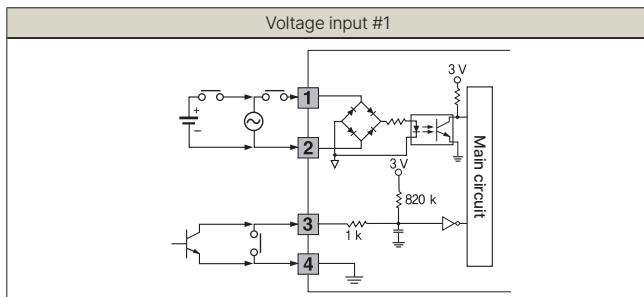 Voltage input #1
3 V
1
+
−
2
Main circuit
3 V
820 k
3
1 k
4